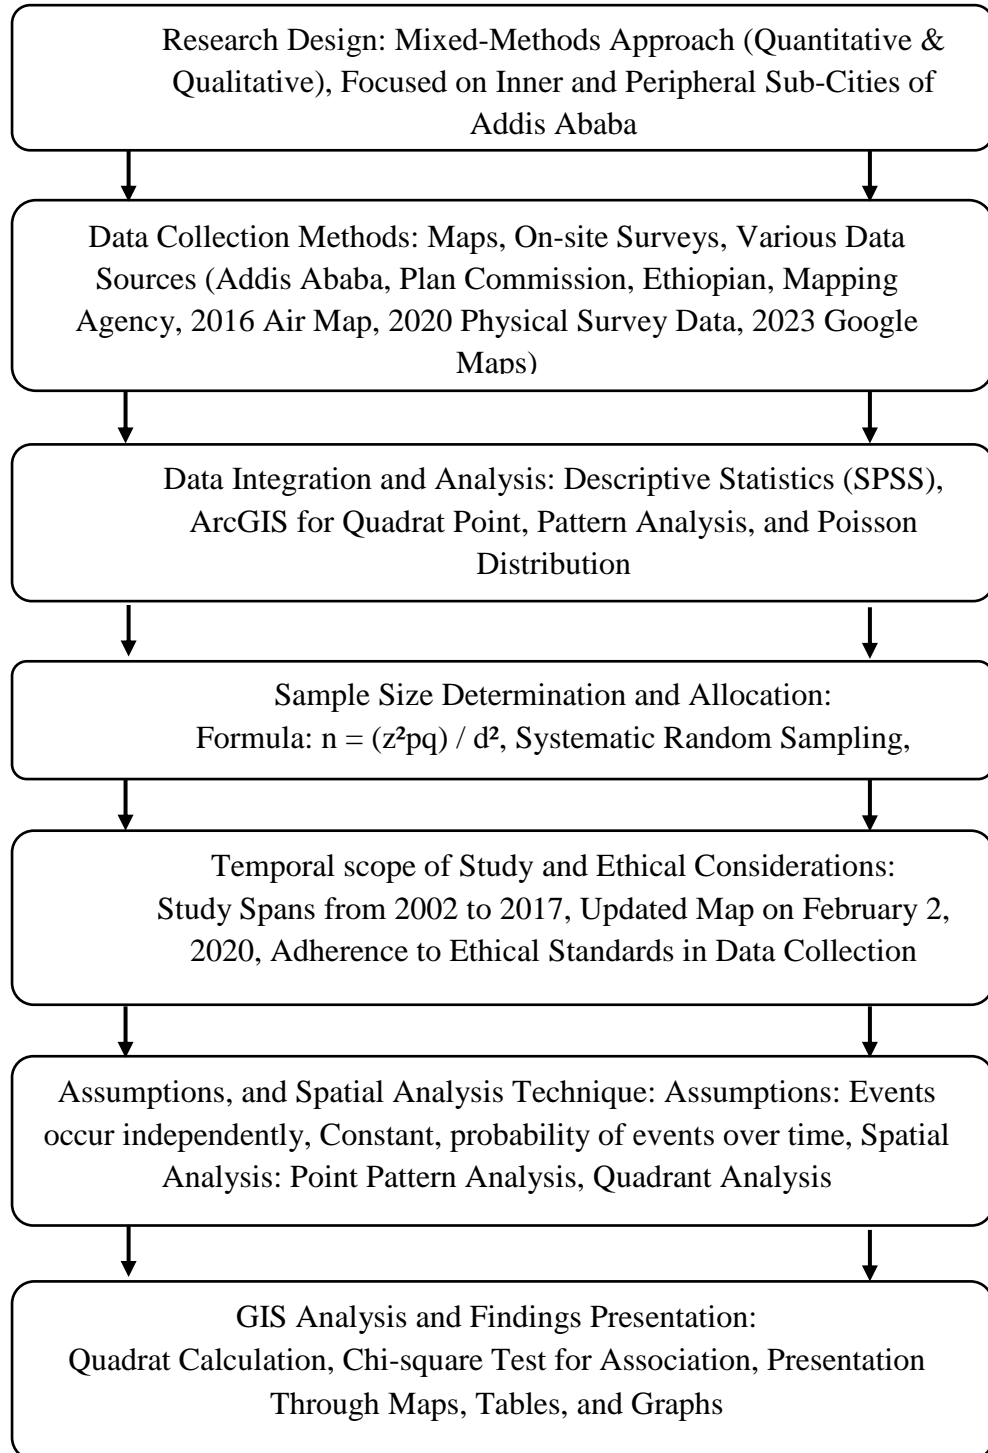 Research Design: Mixed-Methods Approach (Quantitative &
Qualitative), Focused on Inner and Peripheral Sub-Cities of
Addis Ababa
Data Collection Methods: Maps, On-site Surveys, Various Data
Sources (Addis Ababa, Plan Commission, Ethiopian, Mapping
Agency, 2016 Air Map, 2020 Physical Survey Data, 2023 Google
Maps)
Data Integration and Analysis: Descriptive Statistics (SPSS),
ArcGIS for Quadrat Point, Pattern Analysis, and Poisson
Distribution
Sample Size Determination and Allocation:
Formula: n = (z²pq) / d², Systematic Random Sampling,
Temporal scope of Study and Ethical Considerations:
Study Spans from 2002 to 2017, Updated Map on February 2,
2020, Adherence to Ethical Standards in Data Collection
Assumptions, and Spatial Analysis Technique: Assumptions: Events
occur independently, Constant, probability of events over time, Spatial
Analysis: Point Pattern Analysis, Quadrant Analysis
GIS Analysis and Findings Presentation:
Quadrat Calculation, Chi-square Test for Association, Presentation
Through Maps, Tables, and Graphs